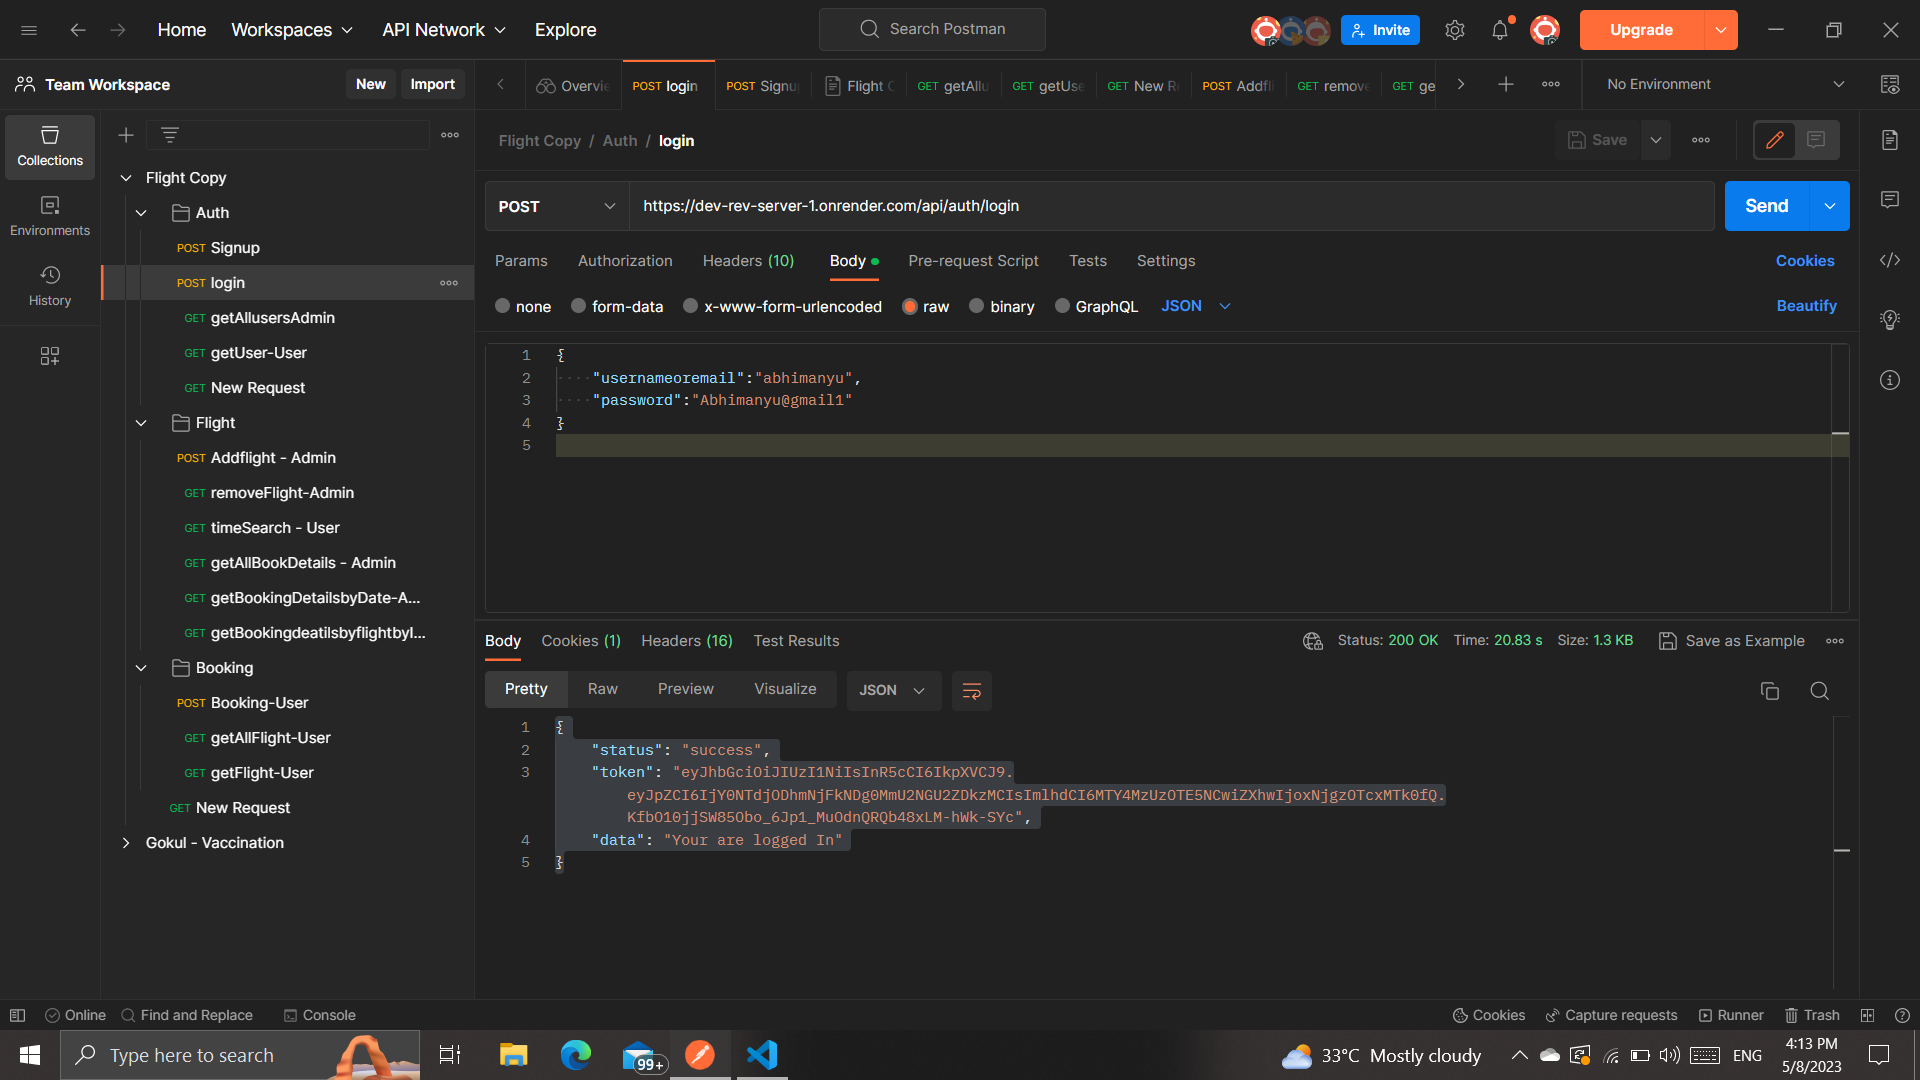 Home
Workspaces
API Network
Explore
Search Postman
Invite
Upgrade
Team Workspace
New
Import
Overvie
POST login
POST Signu
Flight C
GET getAllu
GET getUse
GET New R
POST Addfli
GET remove
GET ge
No Environment
Collections
Environments
History
Flight Copy
Auth
POST Signup
POST login
GET getAllusersAdmin
GET getUser-User
GET New Request
Flight
POST Addflight - Admin
GET removeFlight-Admin
GET timeSearch - User
GET getAllBookDetails - Admin
GET getBookingDetailsbyDate-A...
GET getBookingdeatilsbyflightbyI...
Booking
POST Booking-User
GET getAllFlight-User
GET getFlight-User
GET New Request
Gokul - Vaccination
Flight Copy / Auth / login
Save
POST
https://dev-rev-server-1.onrender.com/api/auth/login
Send
Params
Authorization
Headers (10)
Body
Pre-request Script
Tests
Settings
Cookies
none
form-data
x-www-form-urlencoded
raw
binary
GraphQL
JSON
Beautify
1 {
2 "usernameoremail":"abhimanyu",
3 "password":"Abhimanyu@gmail1"
4 }
5
Body
Cookies (1)
Headers (16)
Test Results
Status: 200 OK
Time: 20.83 s
Size: 1.3 KB
Save as Example
Pretty
Raw
Preview
Visualize
JSON
1 {
2 "status": "success",
3 "token": "eyJhbGciOiJIUzI1NiIsInR5cCI6IkpXVCJ9.
eyJpZCI6IjY0NTdjODhmNjFkNDg0MmU2NGU2ZDkzMCIsImlhdCI6MTY4MzUzOTE5NCwiZXhwIjoxNjgzOTcxMTk0fQ.
KfbO10jjSW85Obo_6Jp1_MuOdnQRQb48xLM-hWk-SYc",
4 "data": "Your are logged In"
5 }
Online
Find and Replace
Console
Cookies
Capture requests
Runner
Trash
Type here to search
99+
33°C Mostly cloudy
ENG
4:13 PM
5/8/2023